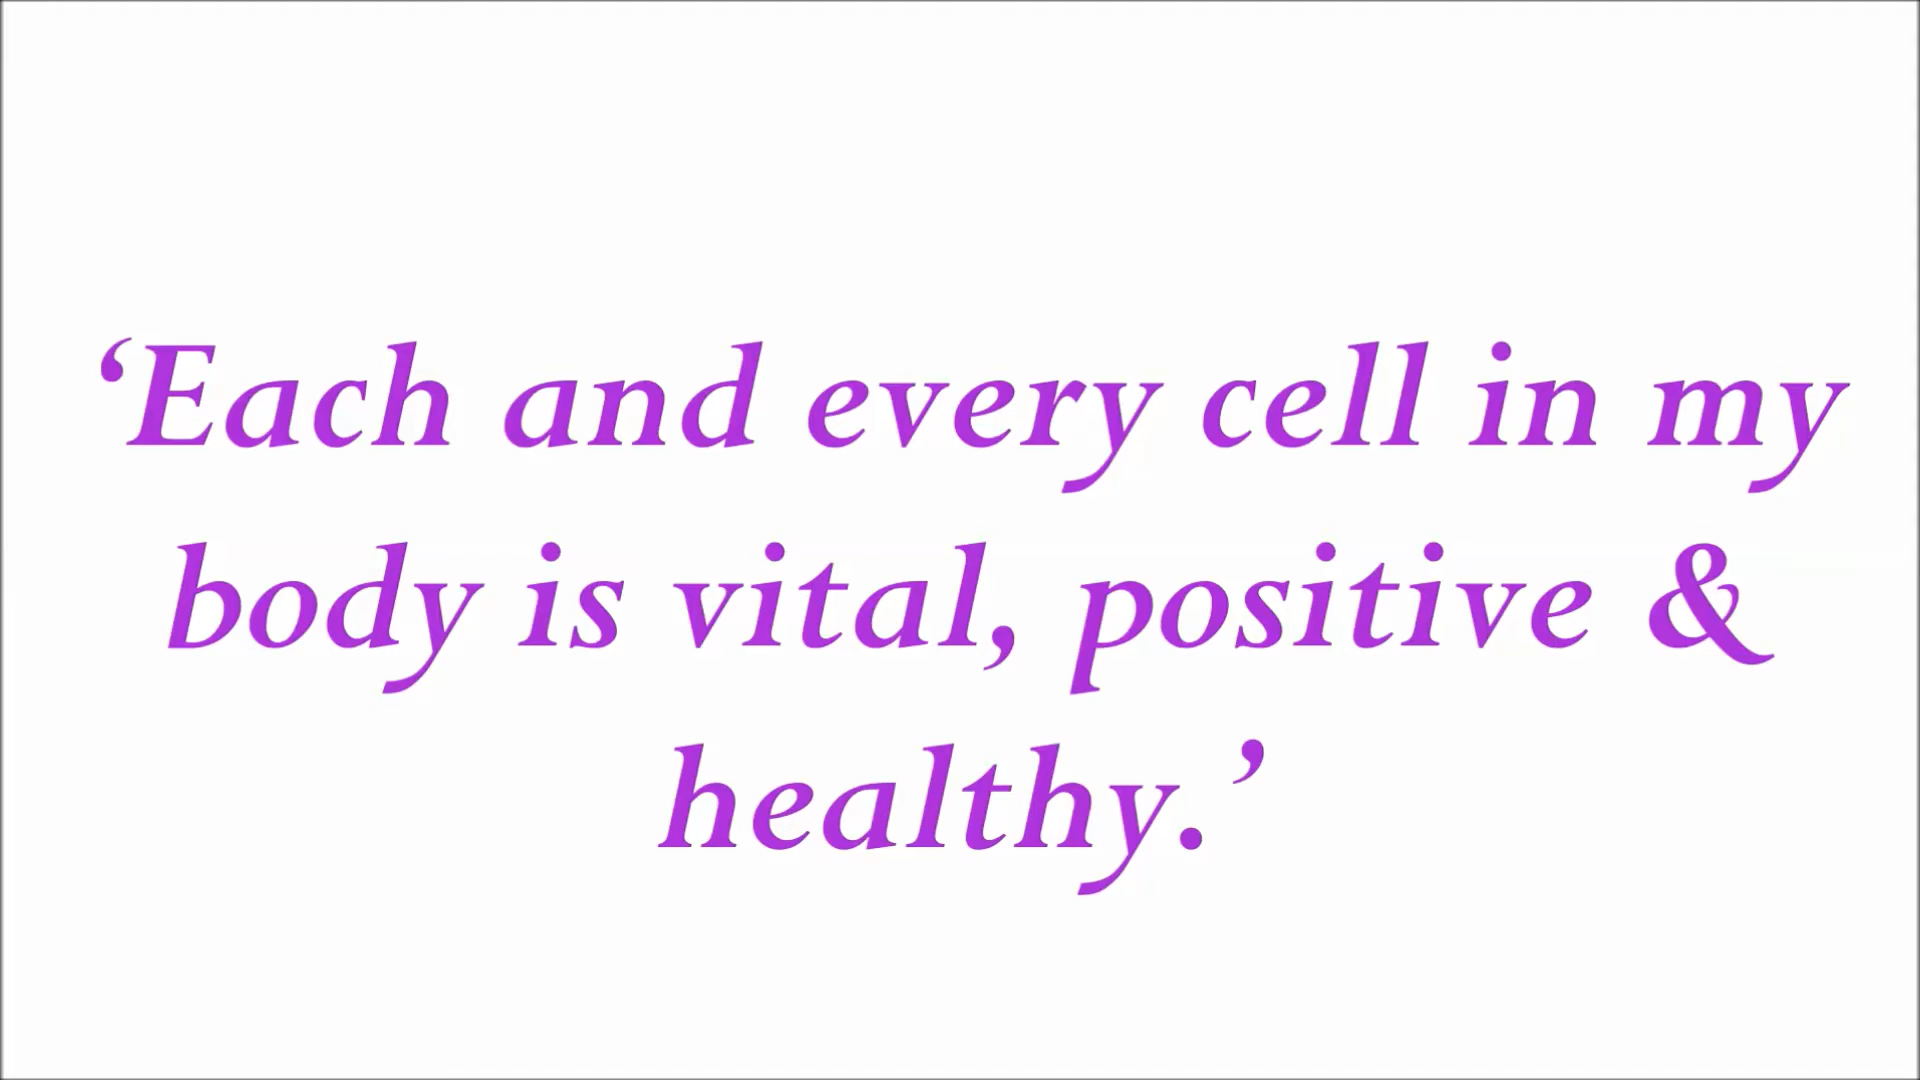 ‘Each and every cell in my
body is vital, positive &
healthy.’